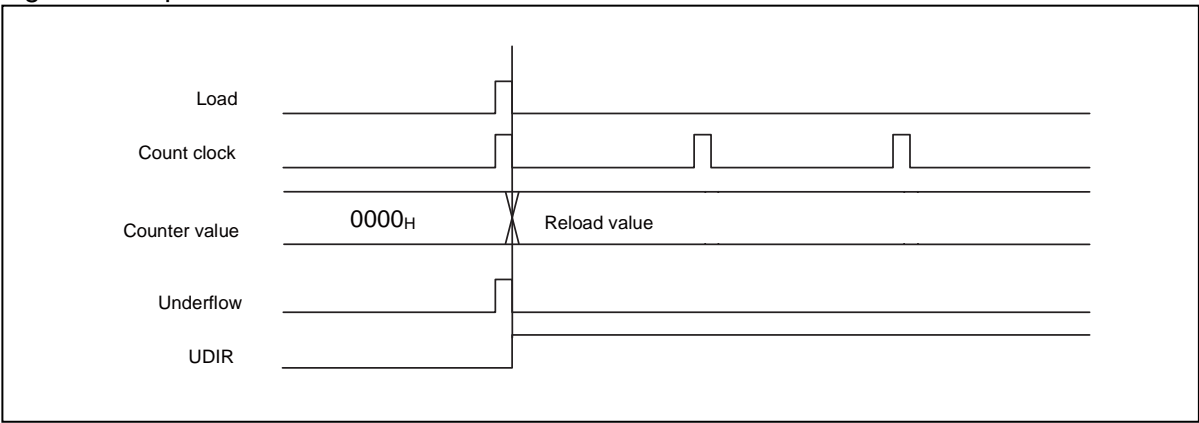 Load
Count clock
Counter value
0000H
Reload value
Underflow
UDIR